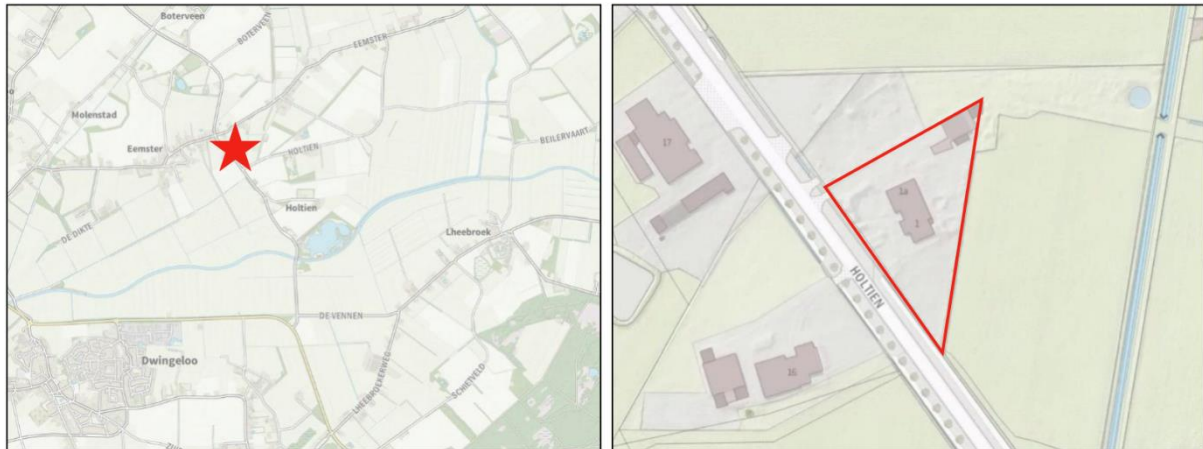 Boterveen
BOTERVEEN
EEMSTER
Molenstad
Eemster
HOLTIEN
BEILERVAART
Holtien
DE DIKTE
Lheebroek
DE VENNEN
Dwingeloo
LHEEBROEKERWEG
SCHIETVELD
17
1a
2
HOLTIEN
16